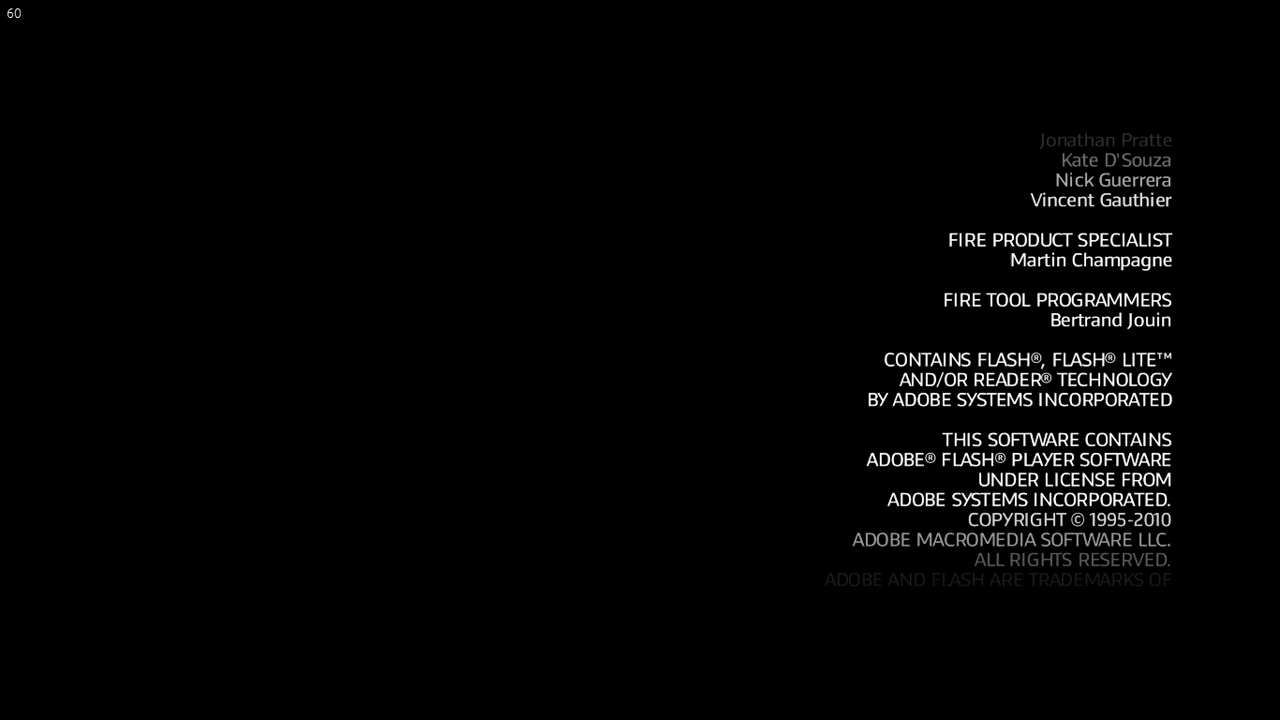 60
Jonathan Pratte
Kate D'Souza
Nick Guerrera
Vincent Gauthier
FIRE PRODUCT SPECIALIST
Martin Champagne
FIRE TOOL PROGRAMMERS
Bertrand Jouin
CONTAINS FLASH®, FLASH® LITE™
AND/OR READER® TECHNOLOGY
BY ADOBE SYSTEMS INCORPORATED
THIS SOFTWARE CONTAINS
ADOBE® FLASH® PLAYER SOFTWARE
UNDER LICENSE FROM
ADOBE SYSTEMS INCORPORATED.
COPYRIGHT © 1995-2010
ADOBE MACROMEDIA SOFTWARE LLC.
ALL RIGHTS RESERVED.
ADOBE AND FLASH ARE TRADEMARKS OF